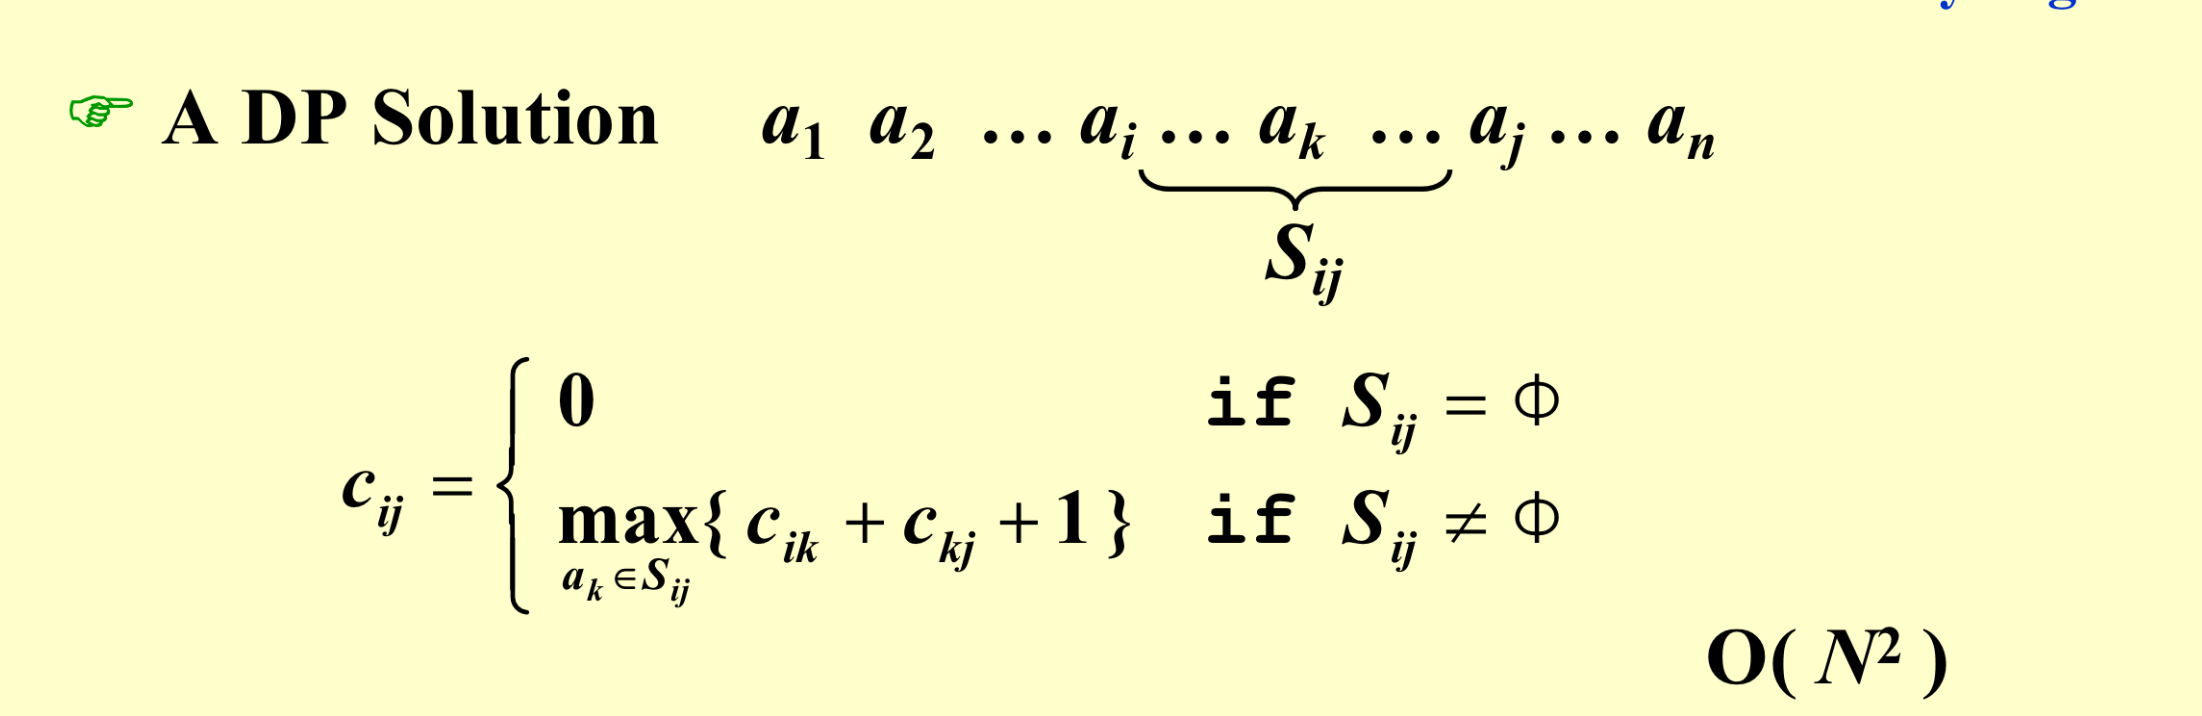 ☞ A DP Solution a₁ a₂ … aᵢ … aₖ … aⱼ … aₙ
Sᵢⱼ
cᵢⱼ = { 0 if Sᵢⱼ = Φ
max{ cᵢₖ + cₖⱼ + 1 } if Sᵢⱼ ≠ Φ
aₖ ∈ Sᵢⱼ
O( N² )